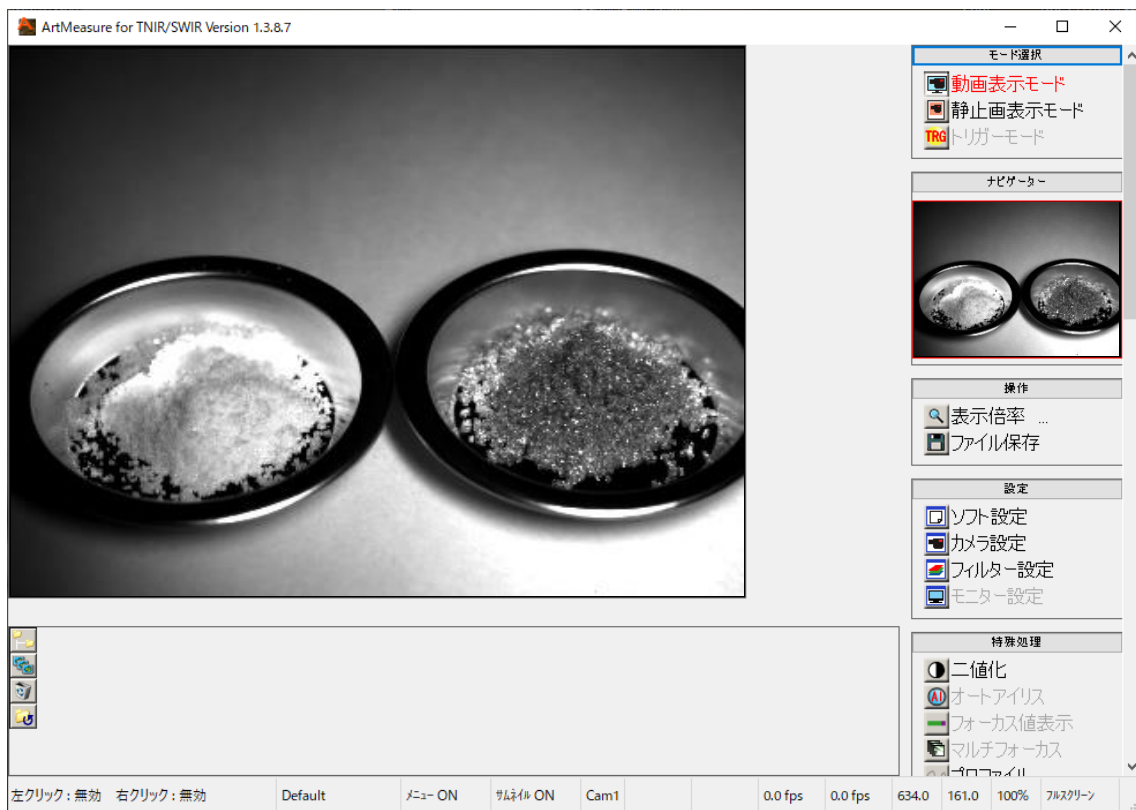 ArtMeasure for TNIR/SWIR Version 1.3.8.7
モード選択
動画表示モード
静止画表示モード
TRG トリガーモード
ナビゲーター
操作
表示倍率 ...
ファイル保存
設定
ソフト設定
カメラ設定
フィルター設定
モニター設定
特殊処理
二値化
AI オートアイリス
フォーカス値表示
マルチフォーカス
プロファイル
左クリック : 無効 右クリック : 無効 Default メニュー ON サムネイル ON Cam1 0.0 fps 0.0 fps 634.0 161.0 100% フルスクリーン